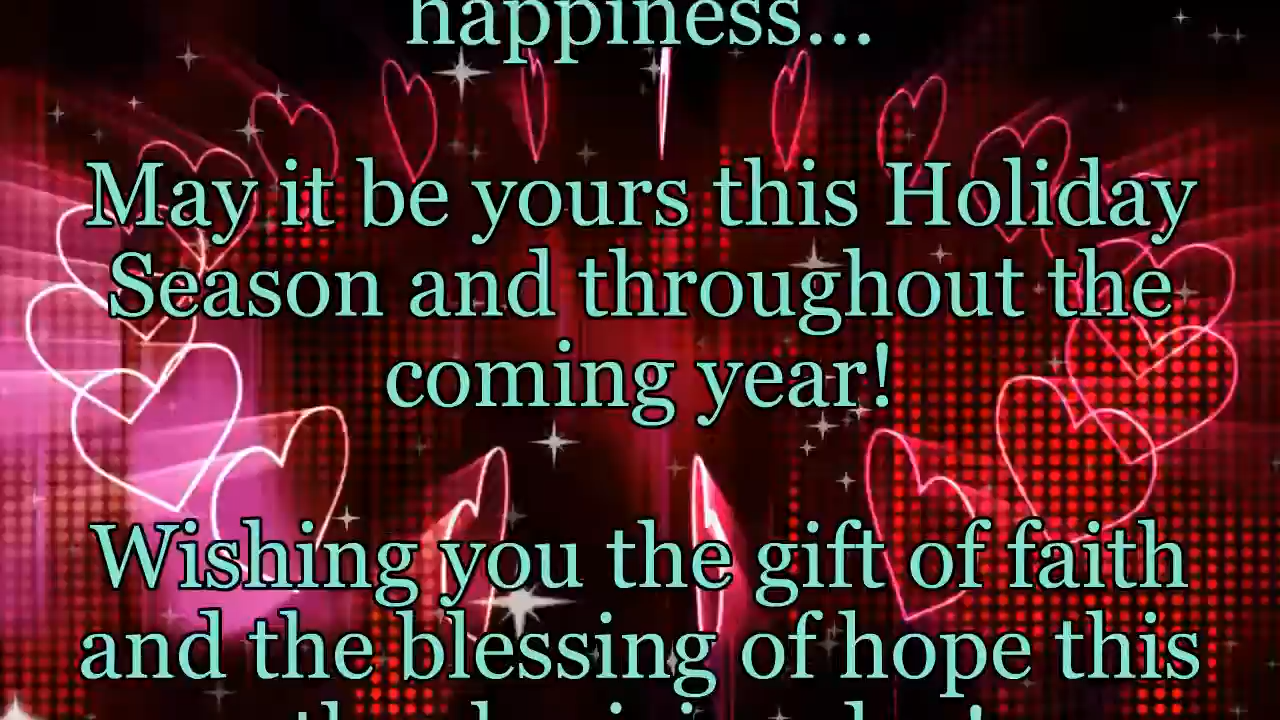 happiness...
May it be yours this Holiday
Season and throughout the
coming year!
Wishing you the gift of faith
and the blessing of hope this